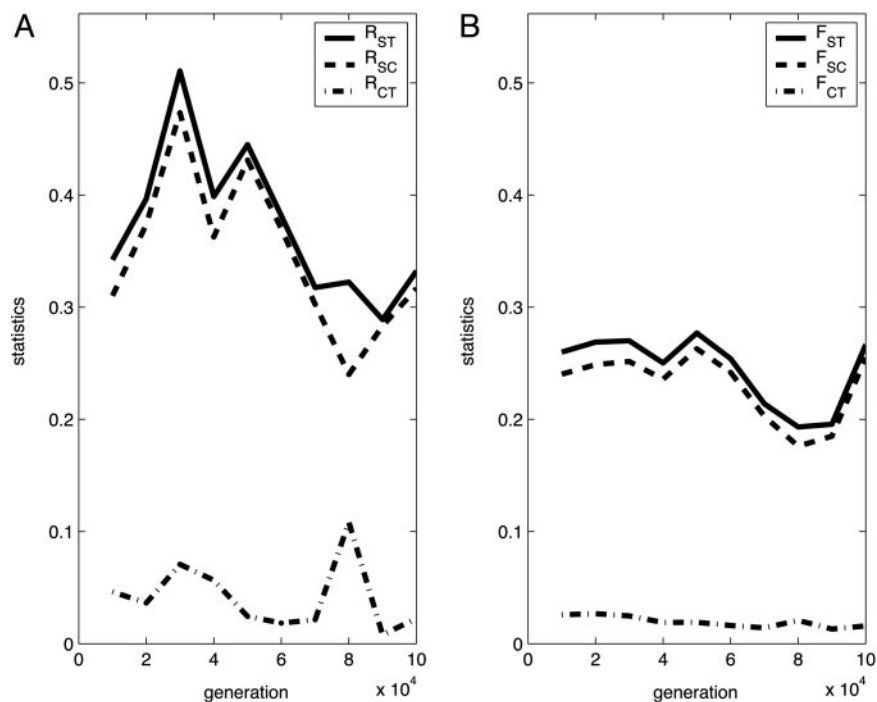 A
R_ST
R_SC
R_CT
0.5
0.4
0.3
0.2
0.1
0
statistics
0 2 4 6 8 10
generation x 10^4
B
F_ST
F_SC
F_CT
0.5
0.4
0.3
0.2
0.1
0
statistics
0 2 4 6 8 10
generation x 10^4